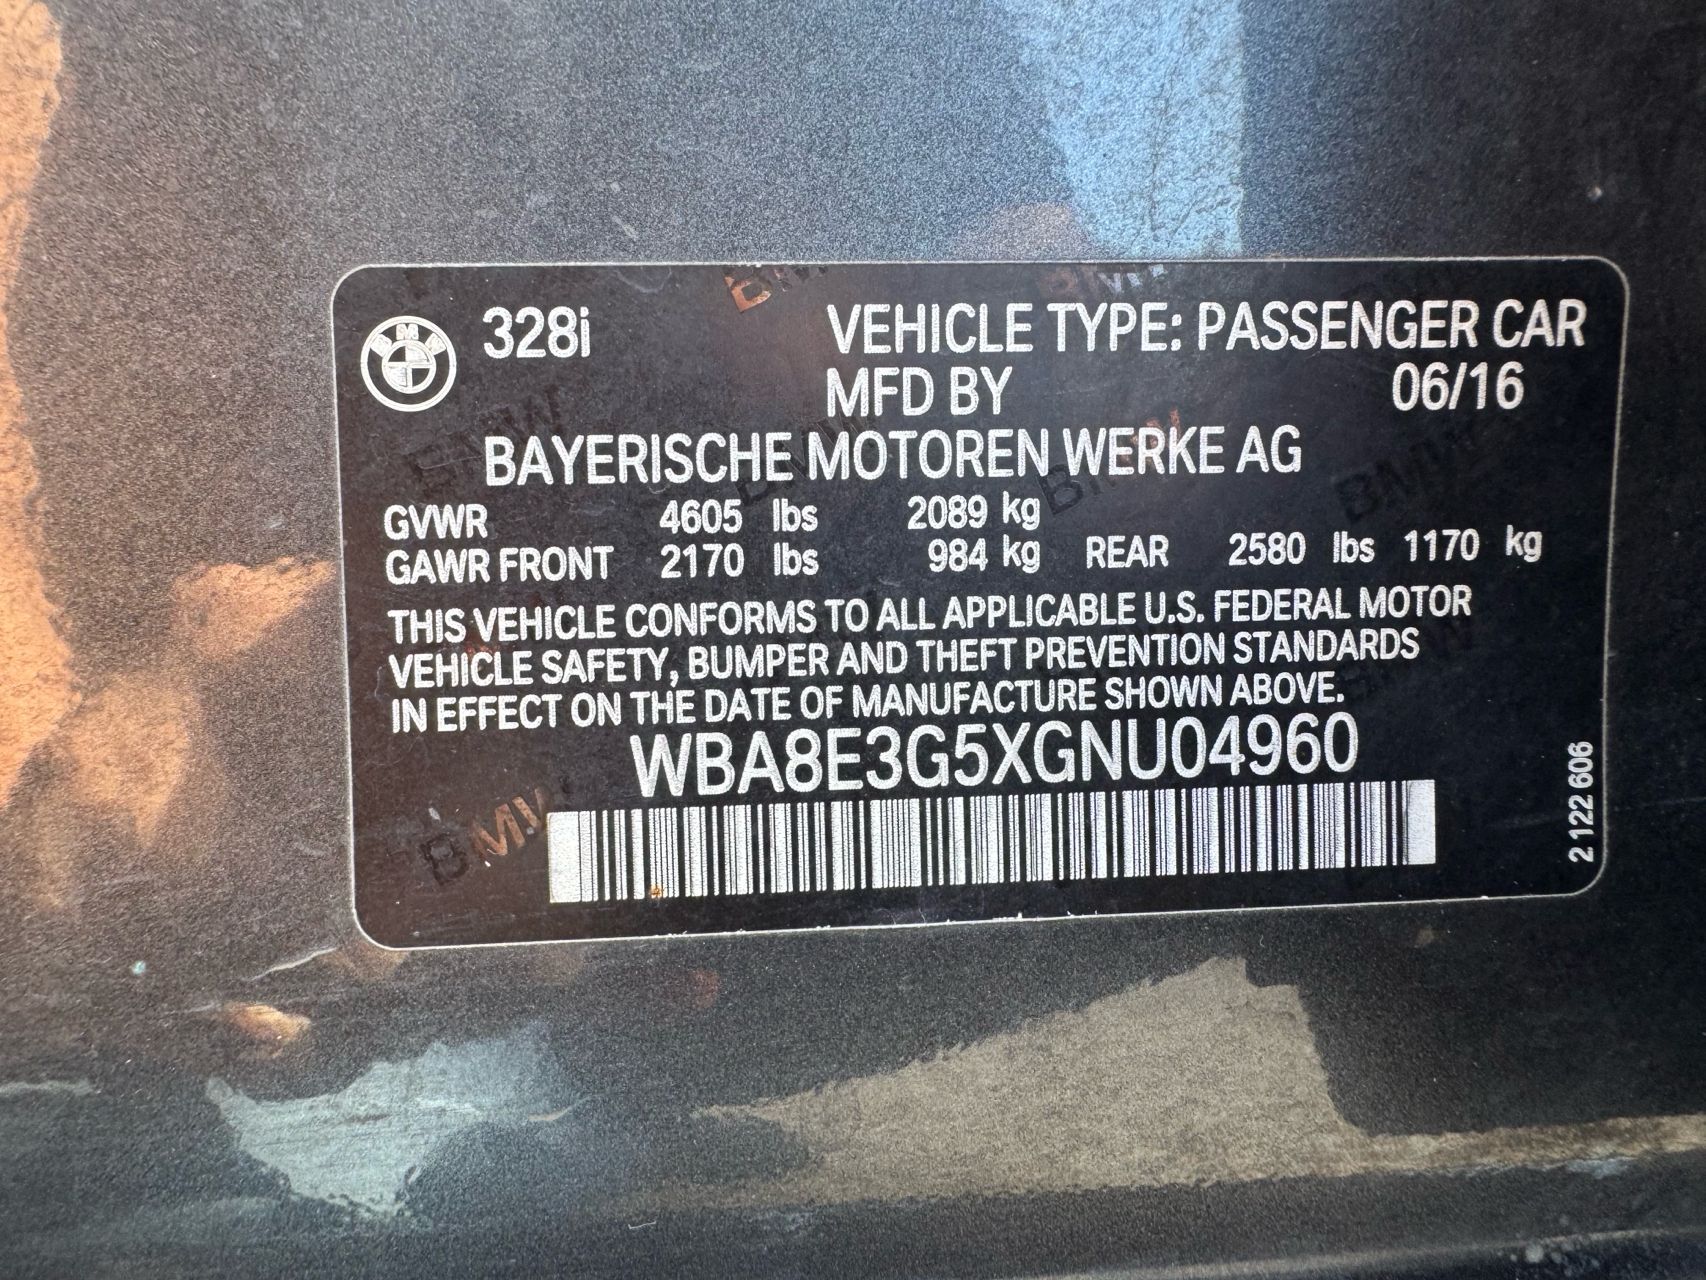 328i VEHICLE TYPE: PASSENGER CAR
MFD BY 06/16
BAYERISCHE MOTOREN WERKE AG
GVWR 4605 lbs 2089 kg
GAWR FRONT 2170 lbs 984 kg REAR 2580 lbs 1170 kg
THIS VEHICLE CONFORMS TO ALL APPLICABLE U.S. FEDERAL MOTOR
VEHICLE SAFETY, BUMPER AND THEFT PREVENTION STANDARDS
IN EFFECT ON THE DATE OF MANUFACTURE SHOWN ABOVE.
WBA8E3G5XGNU04960
2 122 606
BMW